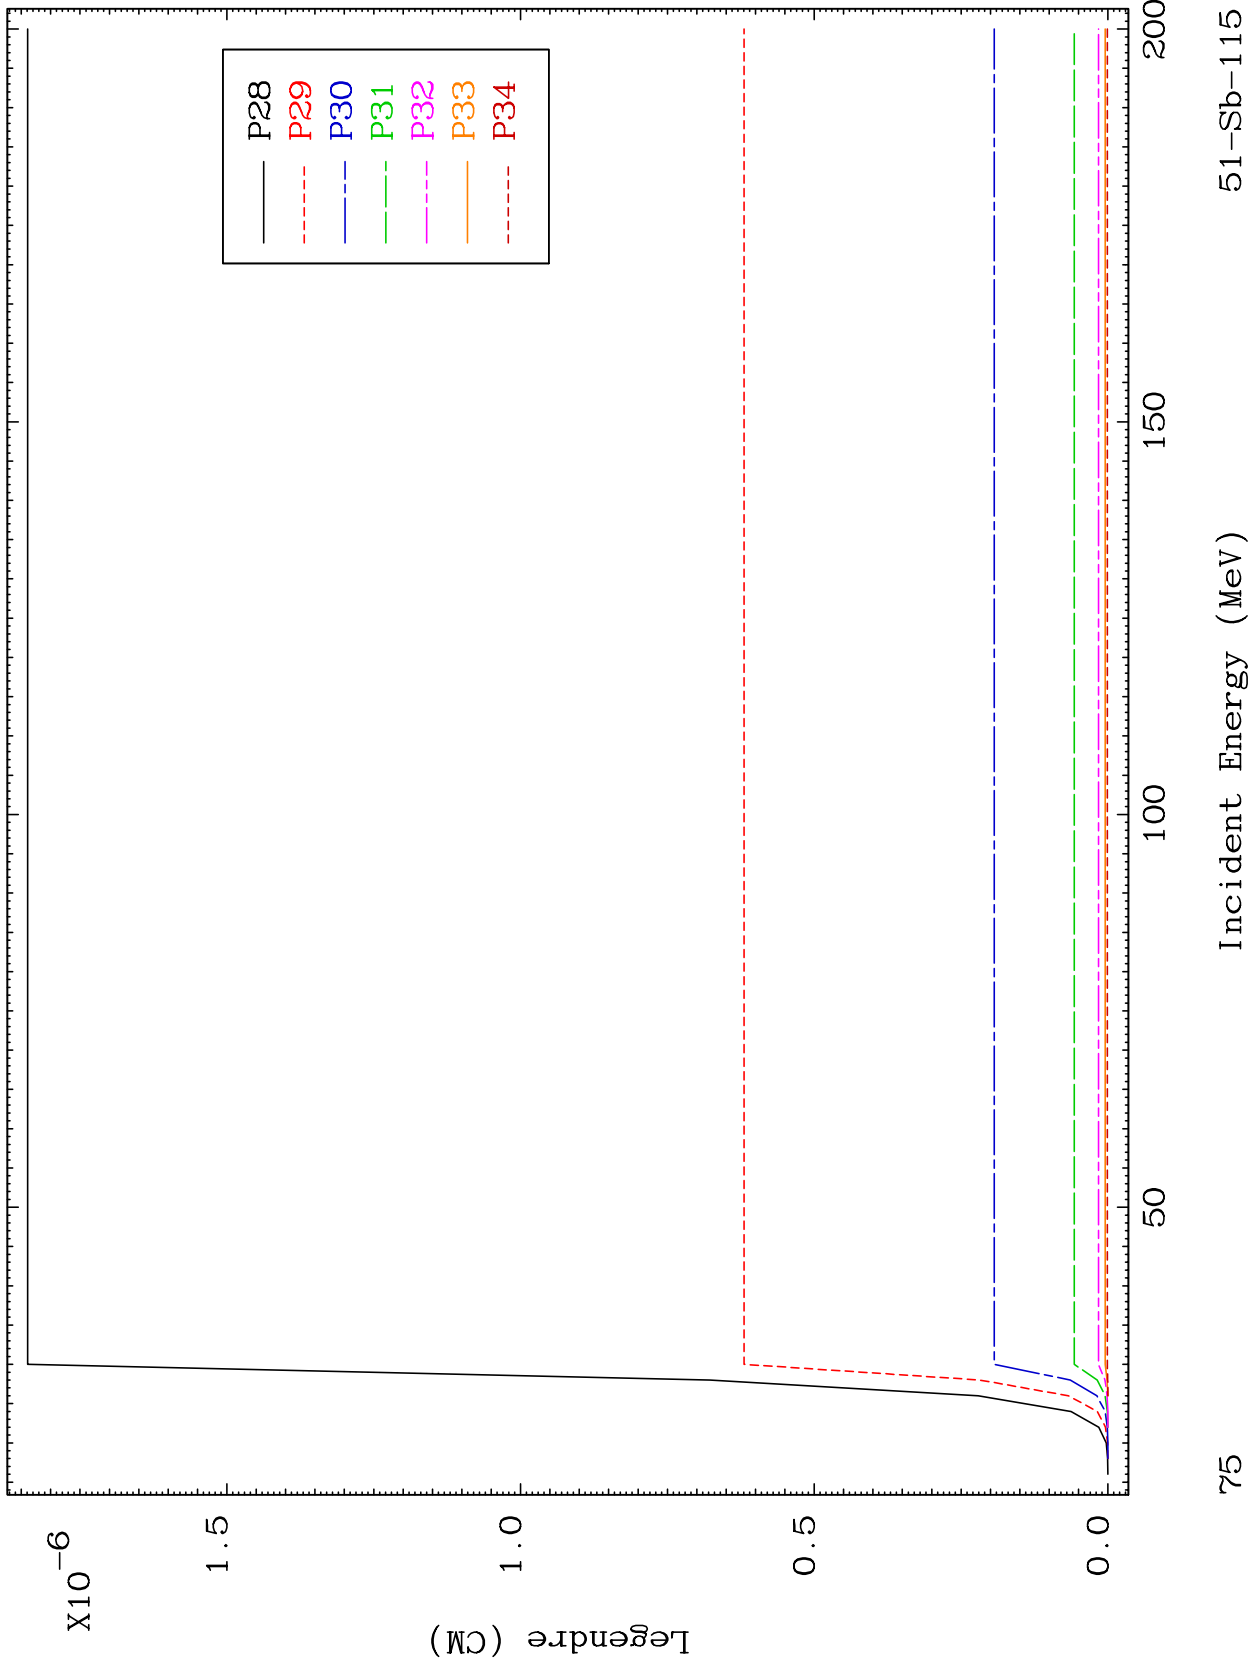 X10-6
1.5
1.0
0.5
0.0
Legendre (CM)
P28
P29
P30
P31
P32
P33
P34
50
100
150
200
Incident Energy (MeV)
75
51-Sb-115